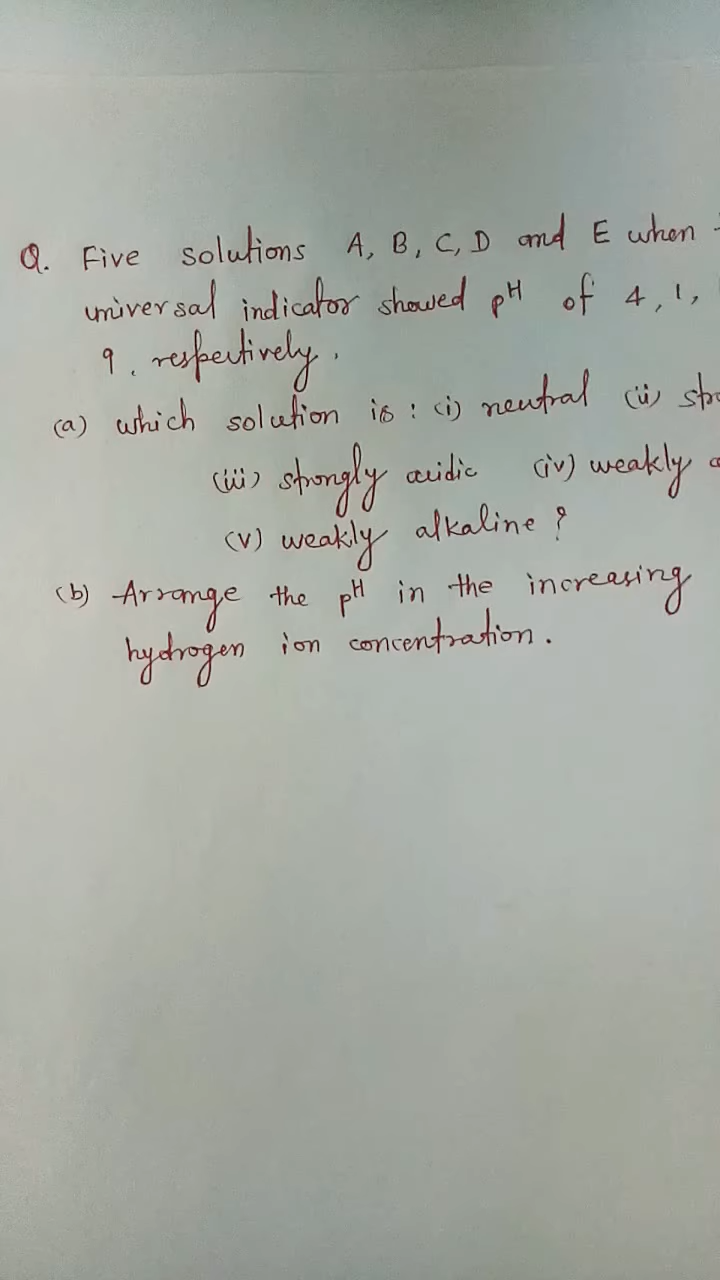 Q. Five solutions A, B, C, D and E when
universal indicator showed pH of 4, 1,
9, respectively.
(a) which solution is : (i) neutral (ii)
(iii) strongly acidic (iv) weakly
(v) weakly alkaline ?
(b) Arrange the pH in the increasing
hydrogen ion concentration.